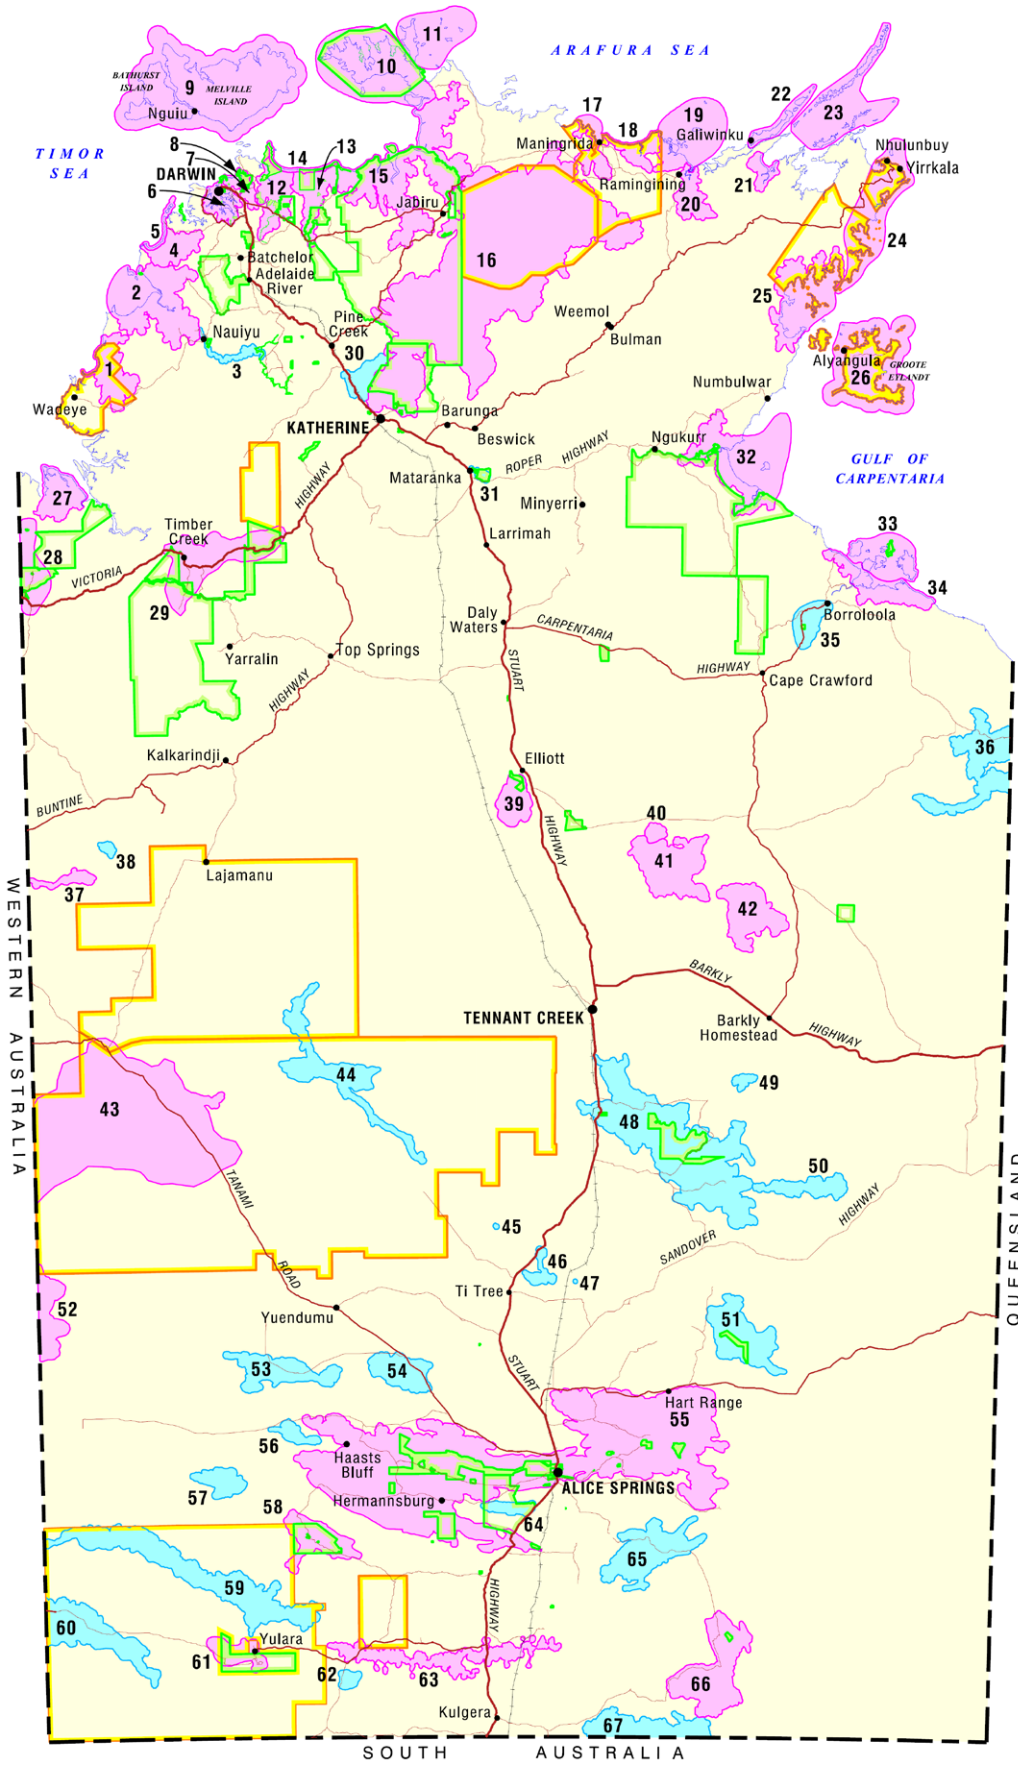 ARAFURA SEA
11
10
BATHURST
ISLAND
9
MELVILLE
ISLAND
Nguiu
22
23
17
18
19
Galiwinku
Maningrida
TIMOR
SEA
8
7
DARWIN
6
14
13
12
15
Nhulunbuy
Yirrkala
21
Ramingining
20
Jabiru
5
4
24
16
Batchelor
Adelaide
River
2
25
Weemol
Bulman
Pine
Creek
30
Nauiyu
3
1
Alyangula
26
GROOTE
EYLANDT
Numbulwar
Wadeye
Barunga
KATHERINE
Beswick
Ngukurr
32
GULF OF
CARPENTARIA
ROPER
HIGHWAY
Mataranka
31
27
HIGHWAY
Minyerri
Timber
Creek
Larrimah
33
28
VICTORIA
34
29
Daly
Waters
CARPENTARIA
HIGHWAY
Borroloola
35
Yarralin
Top Springs
STUART
Cape Crawford
HIGHWAY
36
Kalkarindji
Elliott
BUNTINE
39
HIGHWAY
40
41
38
Lajamanu
37
42
WESTERN AUSTRALIA
BARKLY
HIGHWAY
TENNANT CREEK
Barkly
Homestead
44
49
43
48
50
TANAMI
ROAD
HIGHWAY
SANDOVER
45
46
47
QUEENSLAND
Ti Tree
52
Yuendumu
51
53
54
STUART
Hart Range
55
56
Haasts
Bluff
57
Hermannsburg
ALICE SPRINGS
58
64
65
59
HIGHWAY
60
Yulara
61
62
63
66
Kulgera
67
SOUTH AUSTRALIA